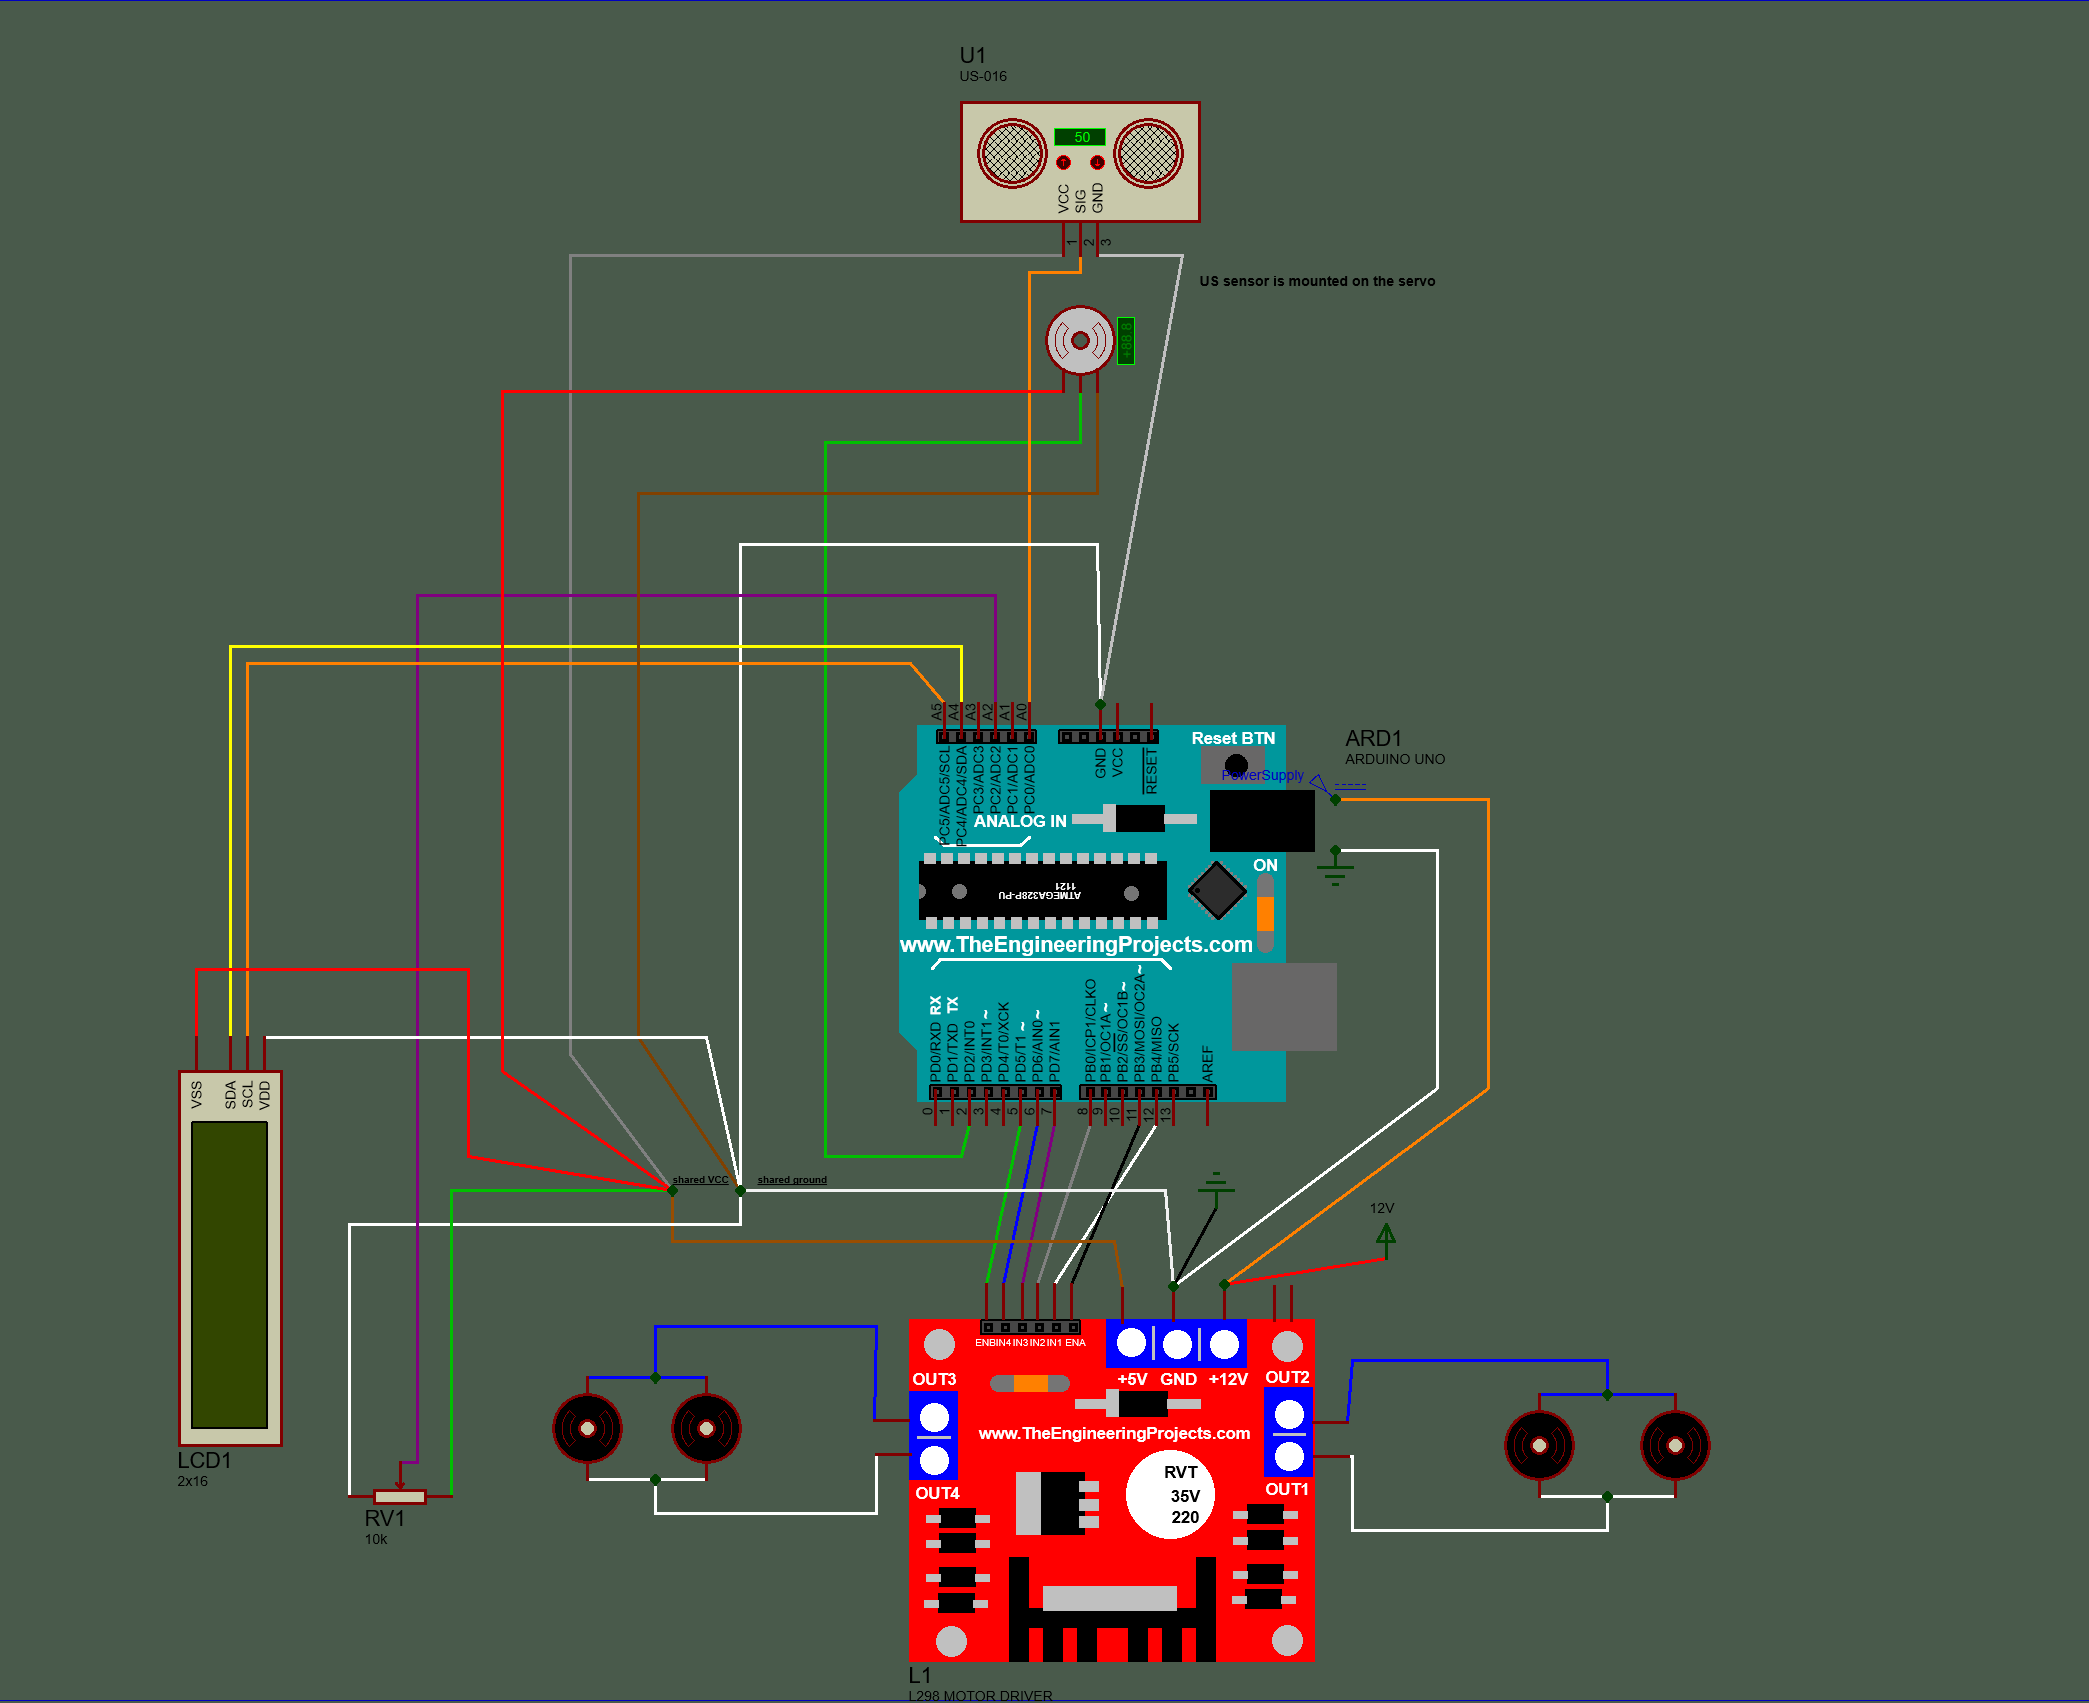 U1
US-016
50
VCC
SIG
GND
1
2
3
US sensor is mounted on the servo
+88.8
A5
A4
A3
A2
A1
A0
PC5/ADC5/SCL
PC4/ADC4/SDA
PC3/ADC3
PC2/ADC2
PC1/ADC1
PC0/ADC0
GND
VCC
RESET
Reset BTN
PowerSupply
ARD1
ARDUINO UNO
ANALOG IN
ON
1121
ATMEGA328P-PU
www.TheEngineeringProjects.com
RX
TX
PD0/RXD
PD1/TXD
PD2/INT0
PD3/INT1~
PD4/T0/XCK
PD5/T1~
PD6/AIN0~
PD7/AIN1
PB0/ICP1/CLKO
PB1/OC1A~
PB2/SS/OC1B~
PB3/MOSI/OC2A~
PB4/MISO
PB5/SCK
AREF
0
1
2
3
4
5
6
7
8
9
10
11
12
13
VSS
SDA
SCL
VDD
LCD1
2x16
shared VCC
shared ground
12V
RV1
10k
ENB
IN4
IN3
IN2
IN1
ENA
+5V
GND
+12V
OUT3
OUT2
www.TheEngineeringProjects.com
OUT4
OUT1
RVT
35V
220
L1
L298 MOTOR DRIVER